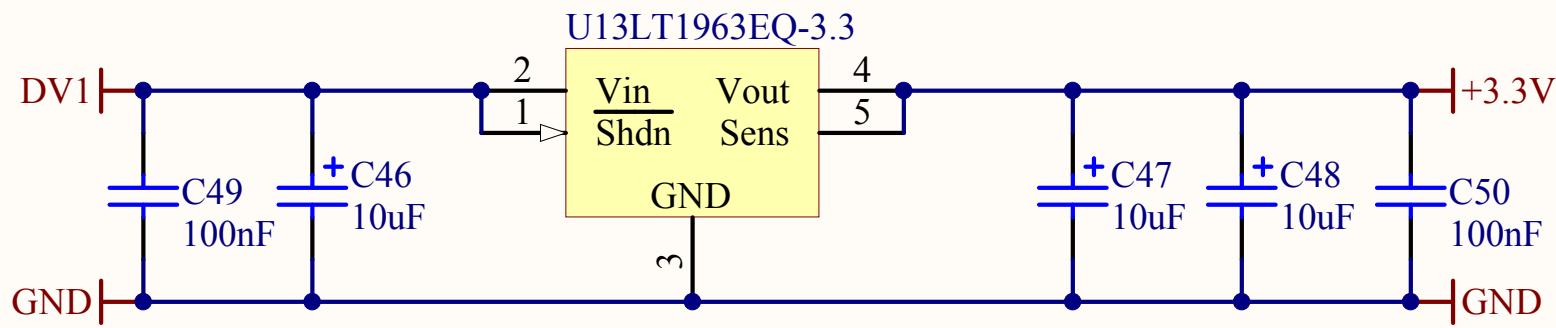 U13LT1963EQ-3.3
DV1
2
Vin
Vout
4
+3.3V
1
Shdn
Sens
5
C49
100nF
+
C46
10uF
GND
+
C47
10uF
+
C48
10uF
C50
100nF
3
GND
GND